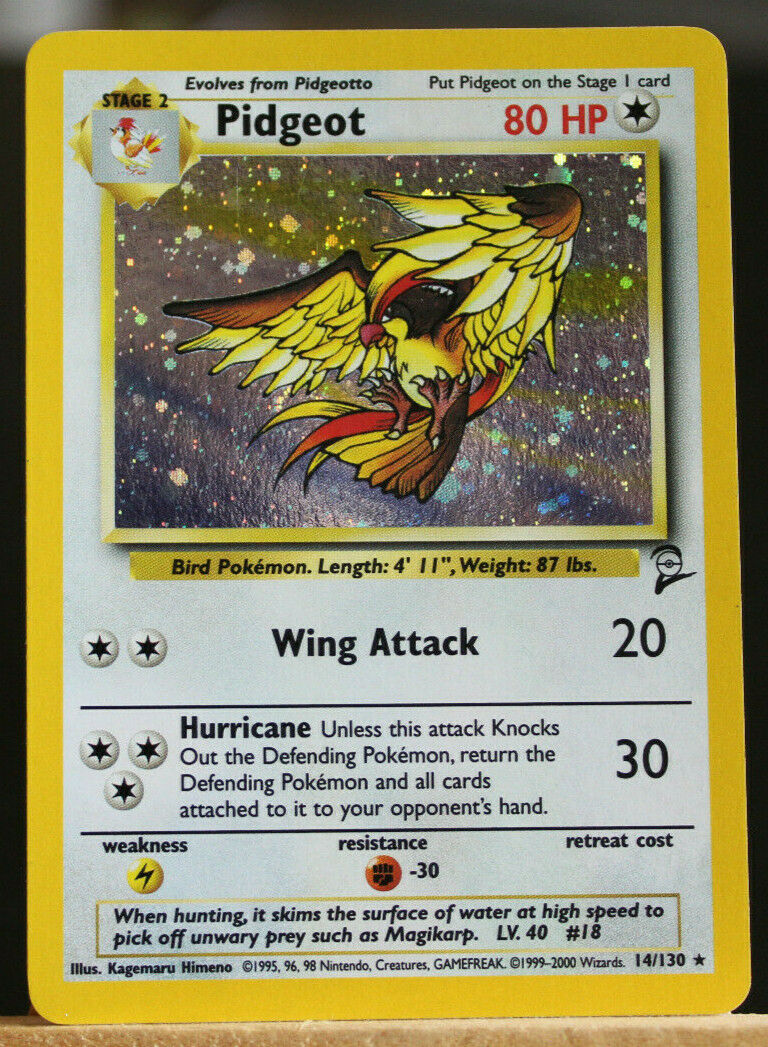 Evolves from Pidgeotto Put Pidgeot on the Stage I card
STAGE 2
Pidgeot 80 HP
Bird Pokémon. Length: 4' 11", Weight: 87 lbs.
Wing Attack 20
Hurricane Unless this attack Knocks
Out the Defending Pokémon, return the
Defending Pokémon and all cards
attached to it to your opponent's hand.
30
weakness resistance retreat cost
-30
When hunting, it skims the surface of water at high speed to
pick off unwary prey such as Magikarp. LV. 40 #18
Illus. Kagemaru Himeno ©1995, 96, 98 Nintendo, Creatures, GAMEFREAK. ©1999–2000 Wizards. 14/130 ★